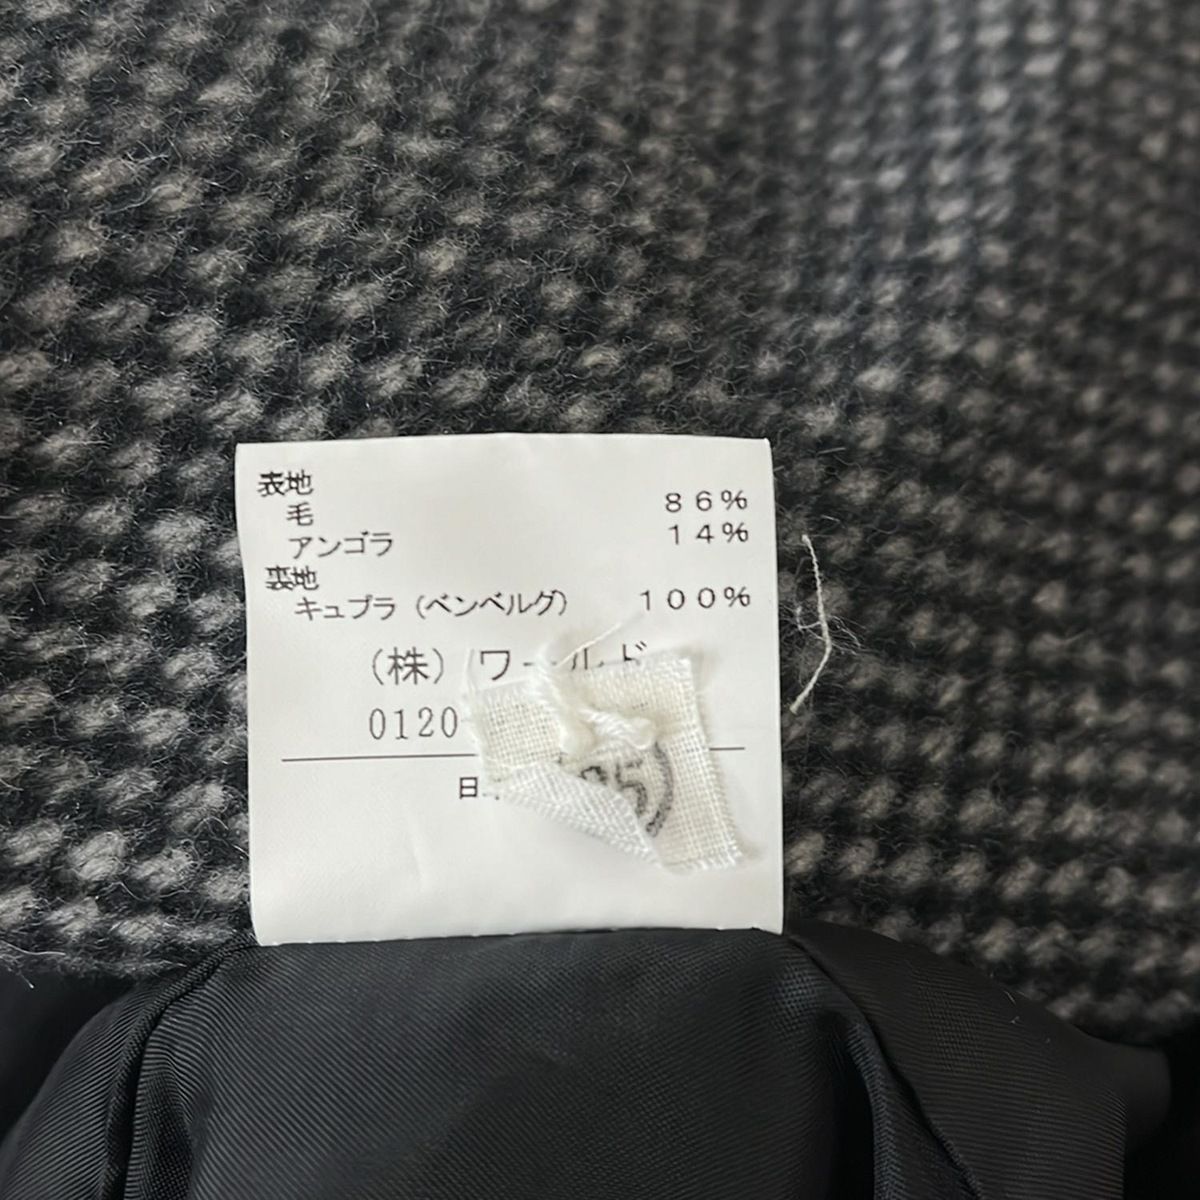 表地
毛 86%
アンゴラ 14%
裏地
キュプラ (ベンベルグ) 100%
(株) ワールド
0120
日